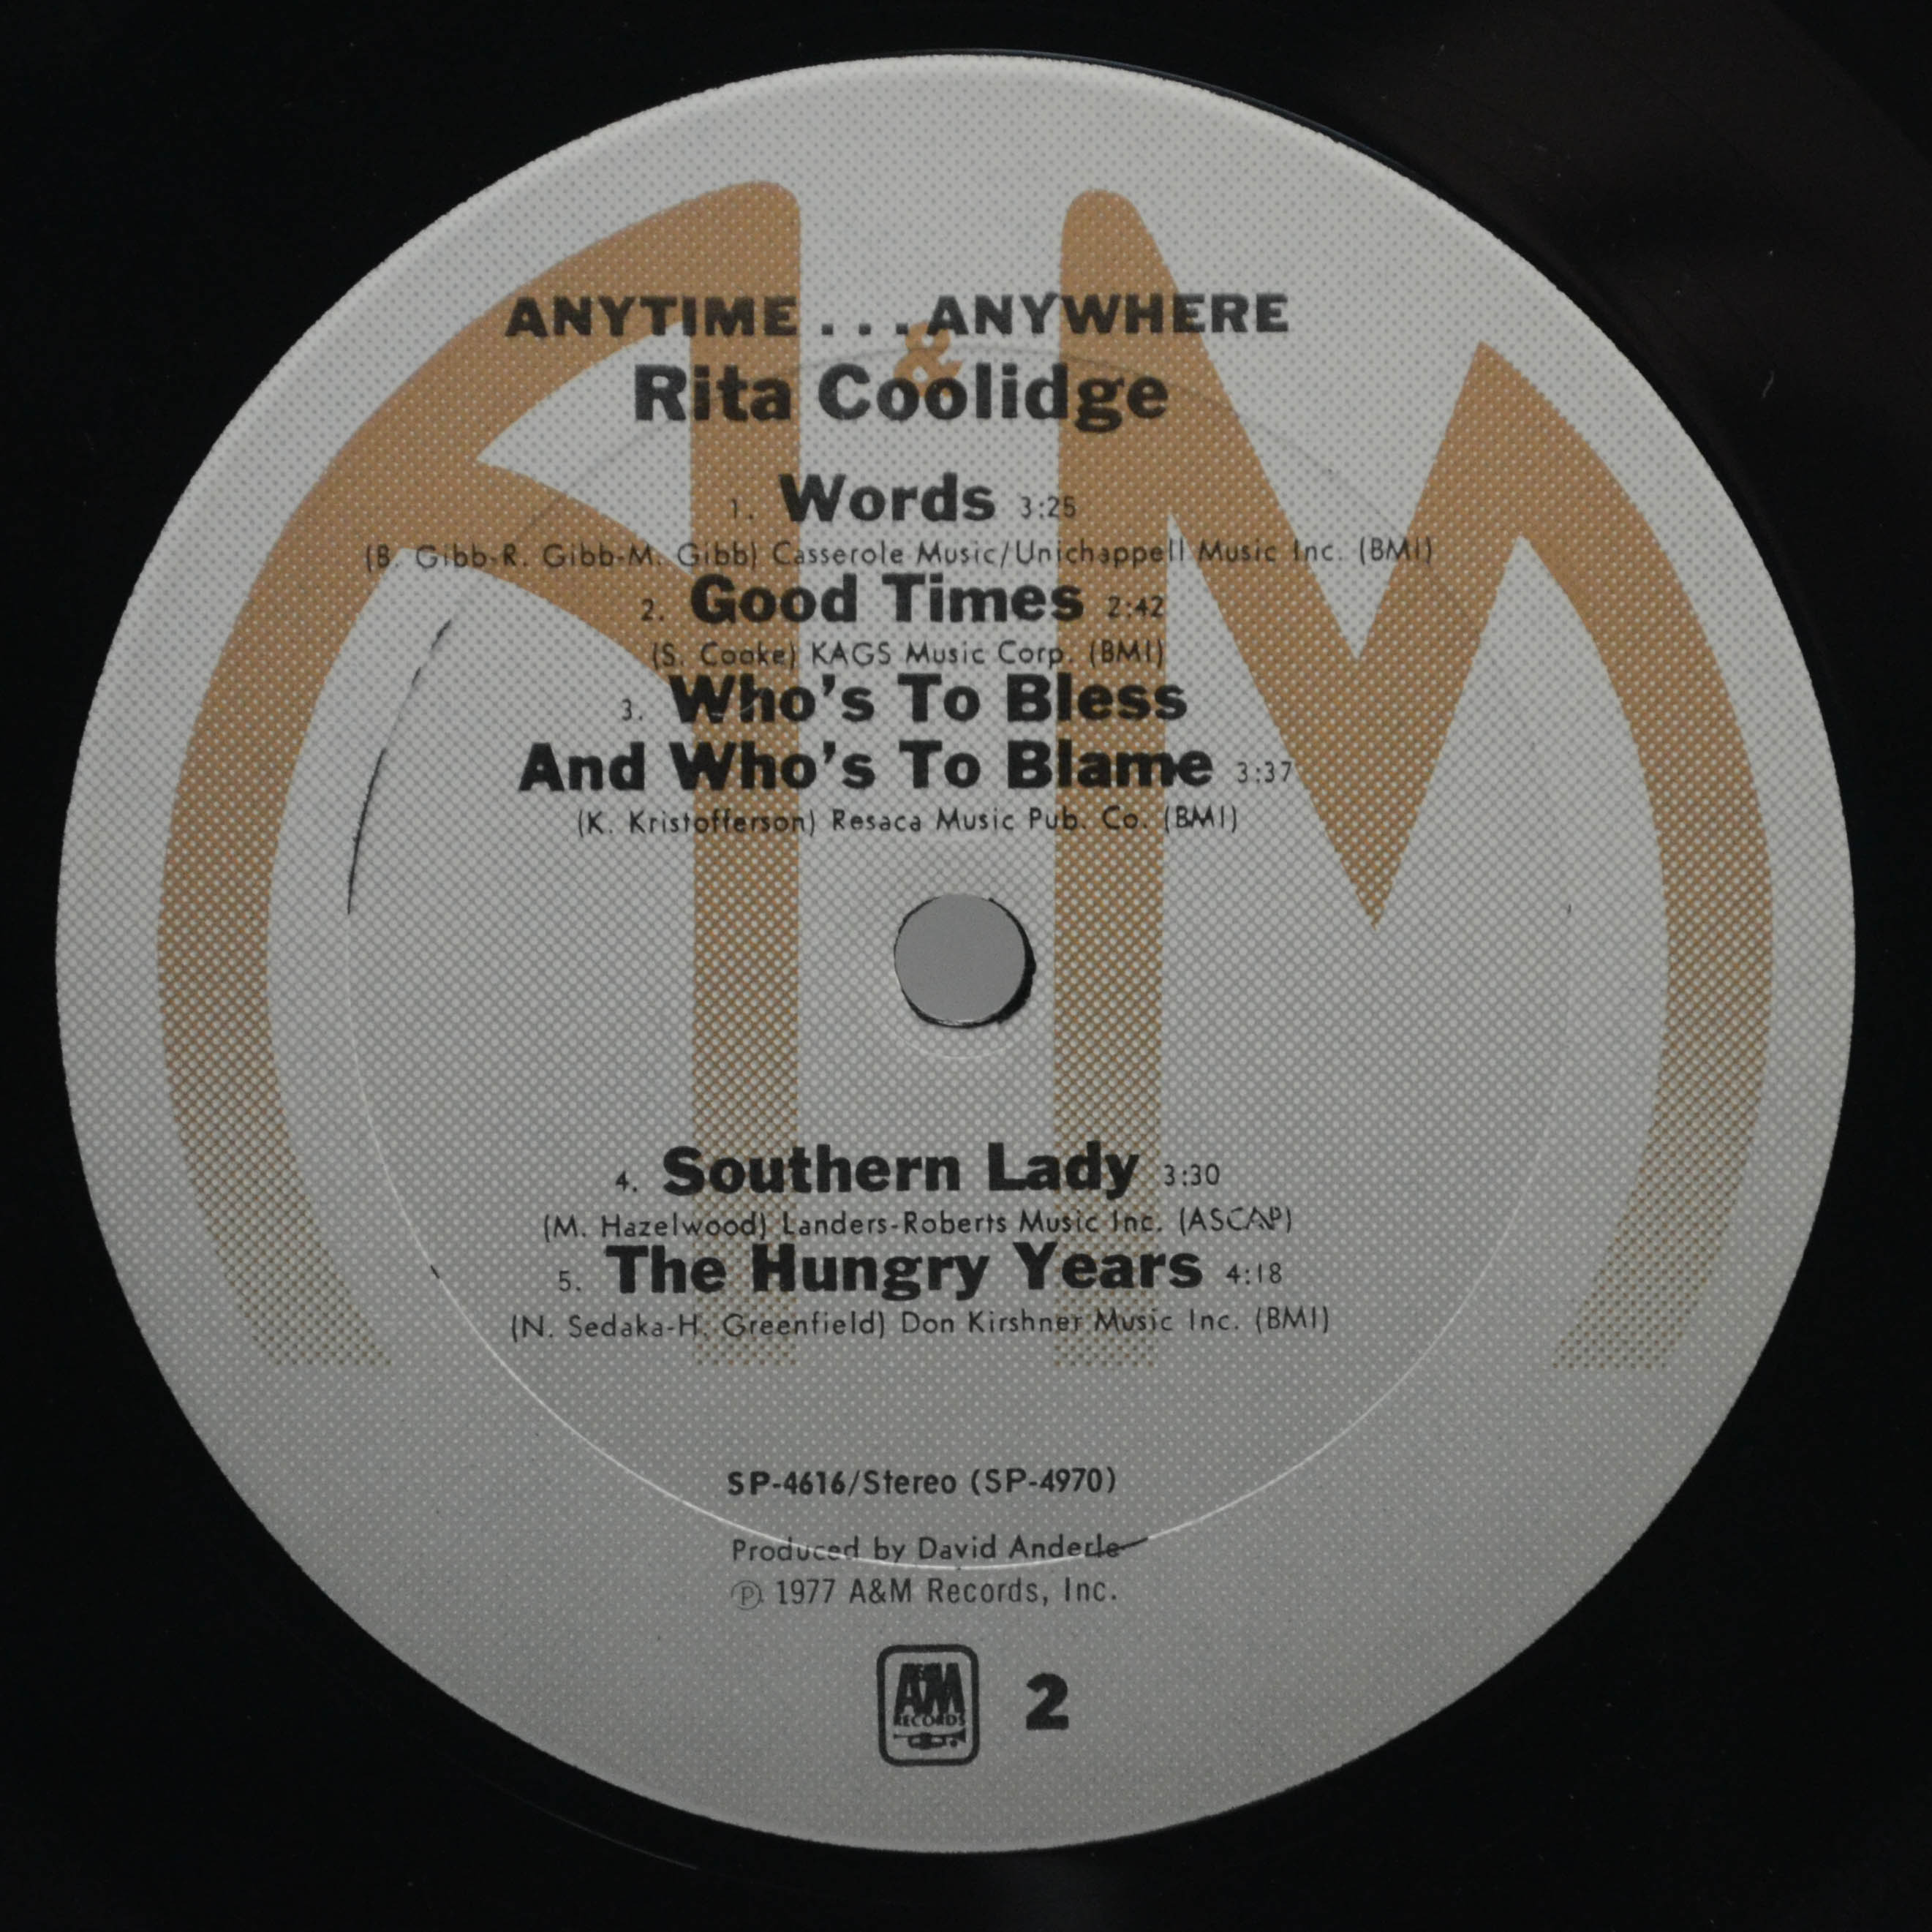 ANYTIME . . . ANYWHERE
&
Rita Coolidge
1. Words 3:25
(B. Gibb-R. Gibb-M. Gibb) Casserole Music/Unichappell Music Inc. (BMI)
2. Good Times 2:42
(S. Cooke) KAGS Music Corp. (BMI)
3. Who's To Bless
And Who's To Blame 3:37
(K. Kristofferson) Resaca Music Pub. Co. (BMI)
4. Southern Lady 3:30
(M. Hazelwood) Landers-Roberts Music Inc. (ASCAP)
5. The Hungry Years 4:18
(N. Sedaka-H. Greenfield) Don Kirshner Music Inc. (BMI)
SP-4616/Stereo (SP-4970)
Produced by David Anderle
Ⓟ 1977 A&M Records, Inc.
A&M
RECORDS
2